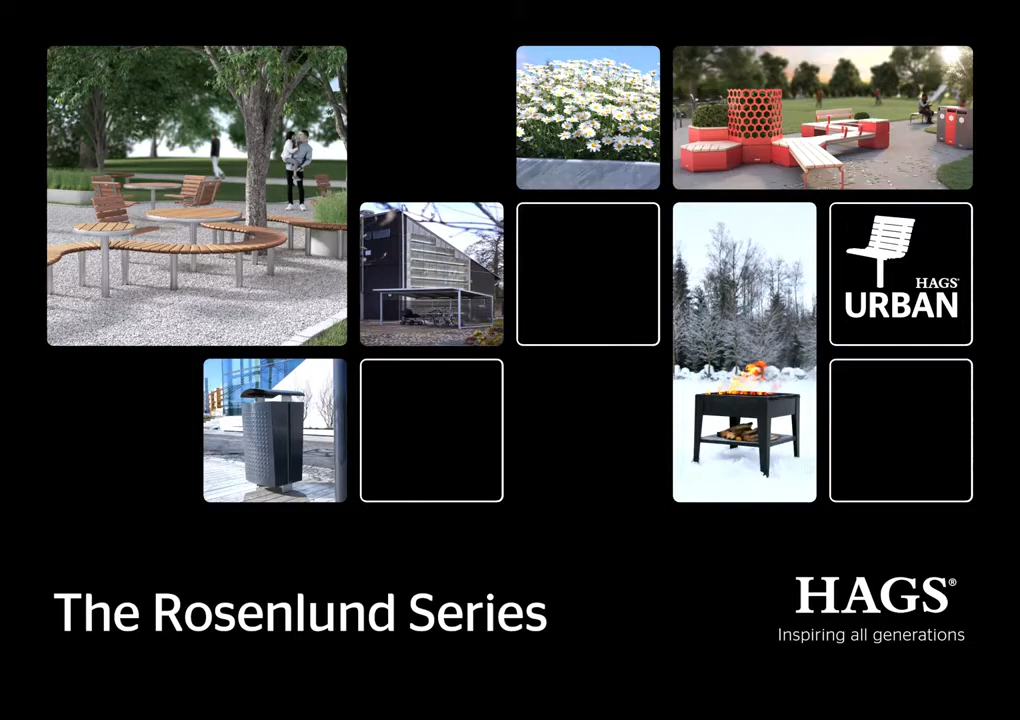 HAGS®
URBAN
The Rosenlund Series
HAGS®
Inspiring all generations